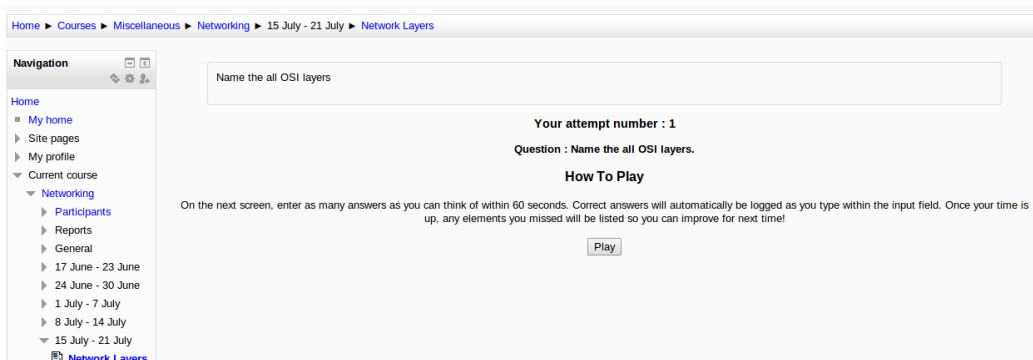 Home ► Courses ► Miscellaneous ► Networking ► 15 July - 21 July ► Network Layers
Navigation
Home
My home
Site pages
My profile
Current course
Networking
Participants
Reports
General
17 June - 23 June
24 June - 30 June
1 July - 7 July
8 July - 14 July
15 July - 21 July
Network Layers
Name the all OSI layers
Your attempt number : 1
Question : Name the all OSI layers.
How To Play
On the next screen, enter as many answers as you can think of within 60 seconds. Correct answers will automatically be logged as you type within the input field. Once your time is
up, any elements you missed will be listed so you can improve for next time!
Play